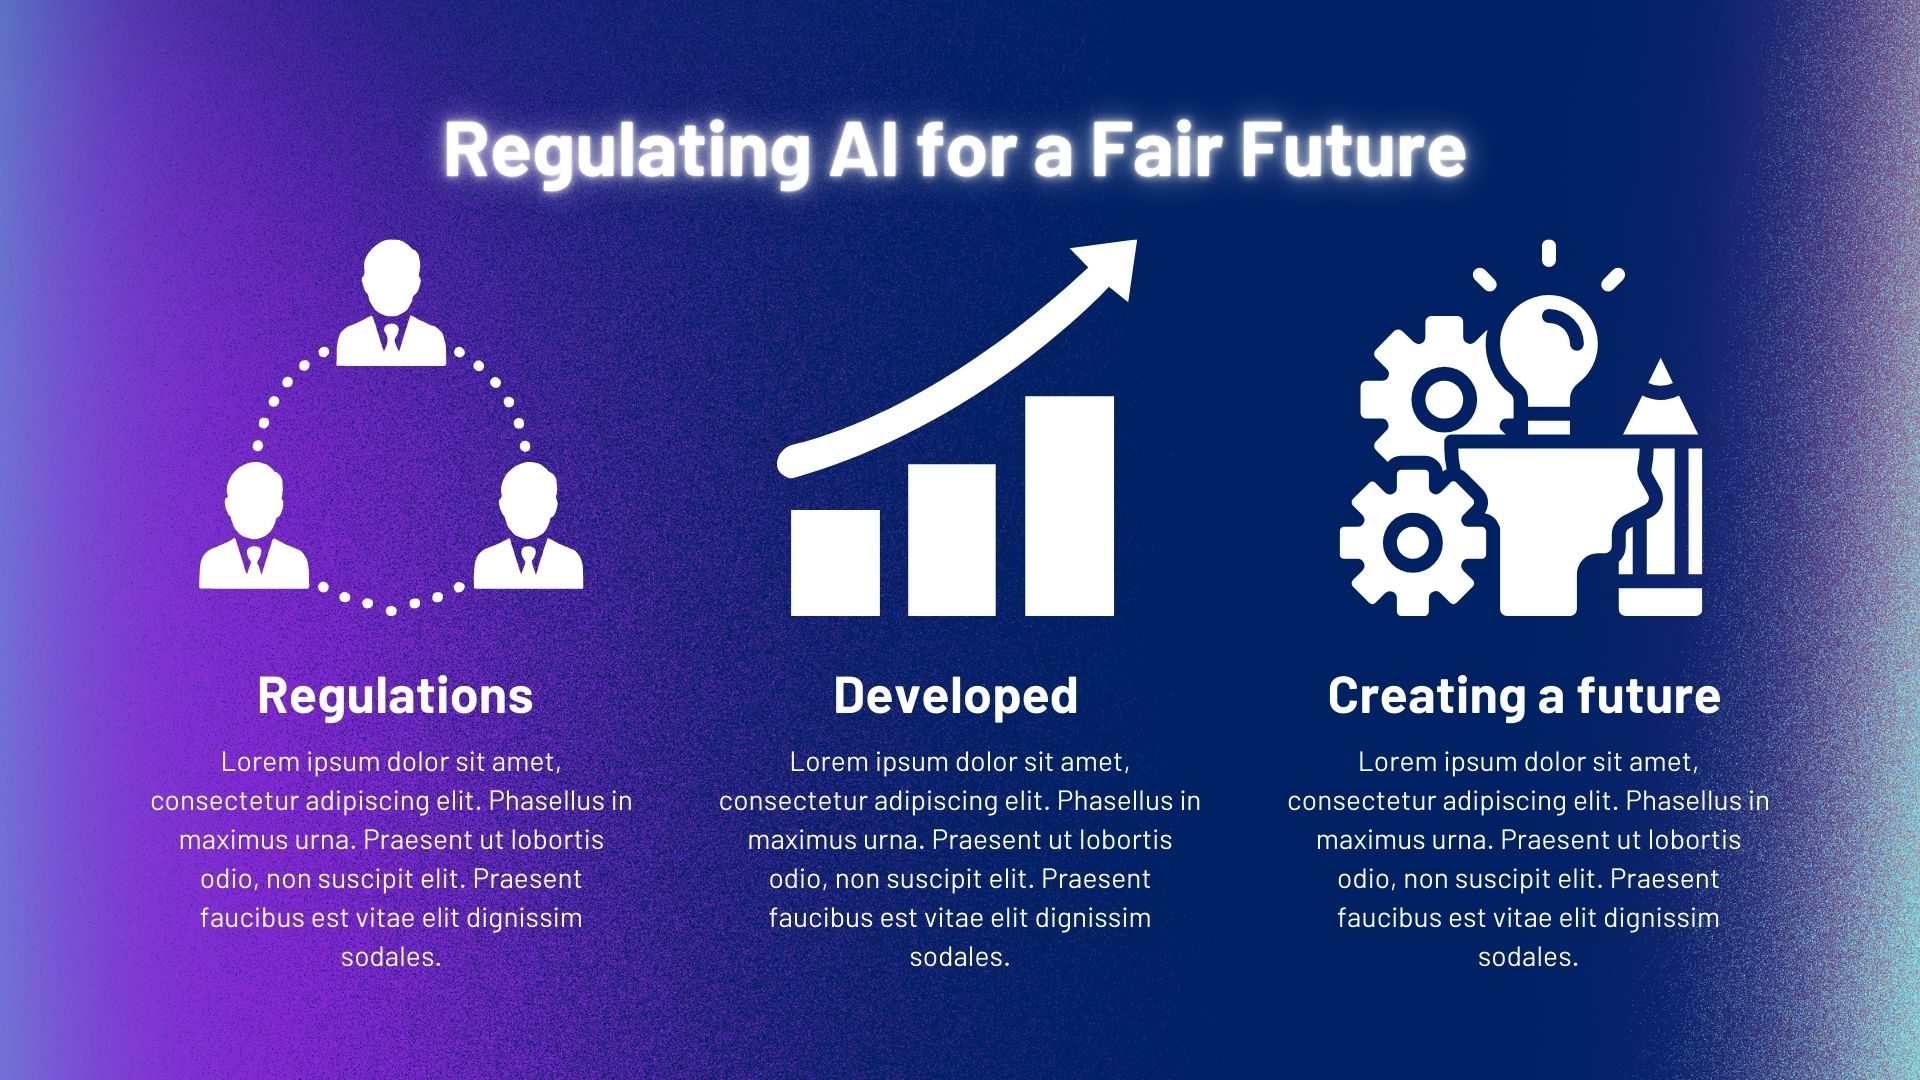 Regulating AI for a Fair Future
Regulations
Lorem ipsum dolor sit amet,
consectetur adipiscing elit. Phasellus in
maximus urna. Praesent ut lobortis
odio, non suscipit elit. Praesent
faucibus est vitae elit dignissim
sodales.
Developed
Lorem ipsum dolor sit amet,
consectetur adipiscing elit. Phasellus in
maximus urna. Praesent ut lobortis
odio, non suscipit elit. Praesent
faucibus est vitae elit dignissim
sodales.
Creating a future
Lorem ipsum dolor sit amet,
consectetur adipiscing elit. Phasellus in
maximus urna. Praesent ut lobortis
odio, non suscipit elit. Praesent
faucibus est vitae elit dignissim
sodales.